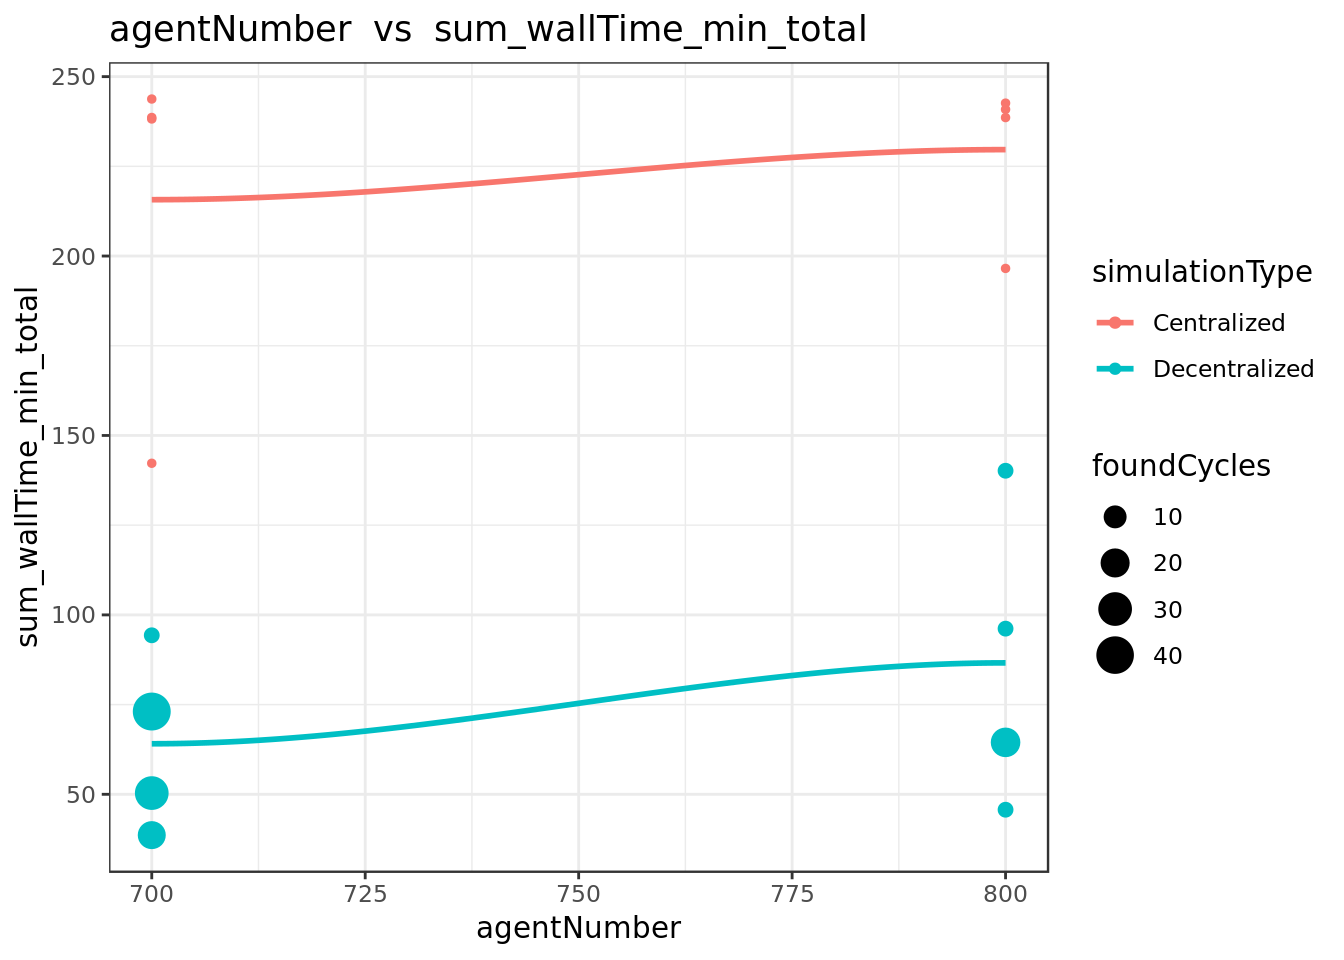 agentNumber vs sum_wallTime_min_total
250
200
150
100
50
sum_wallTime_min_total
700 725 750 775 800
agentNumber
simulationType
Centralized
Decentralized
foundCycles
10
20
30
40